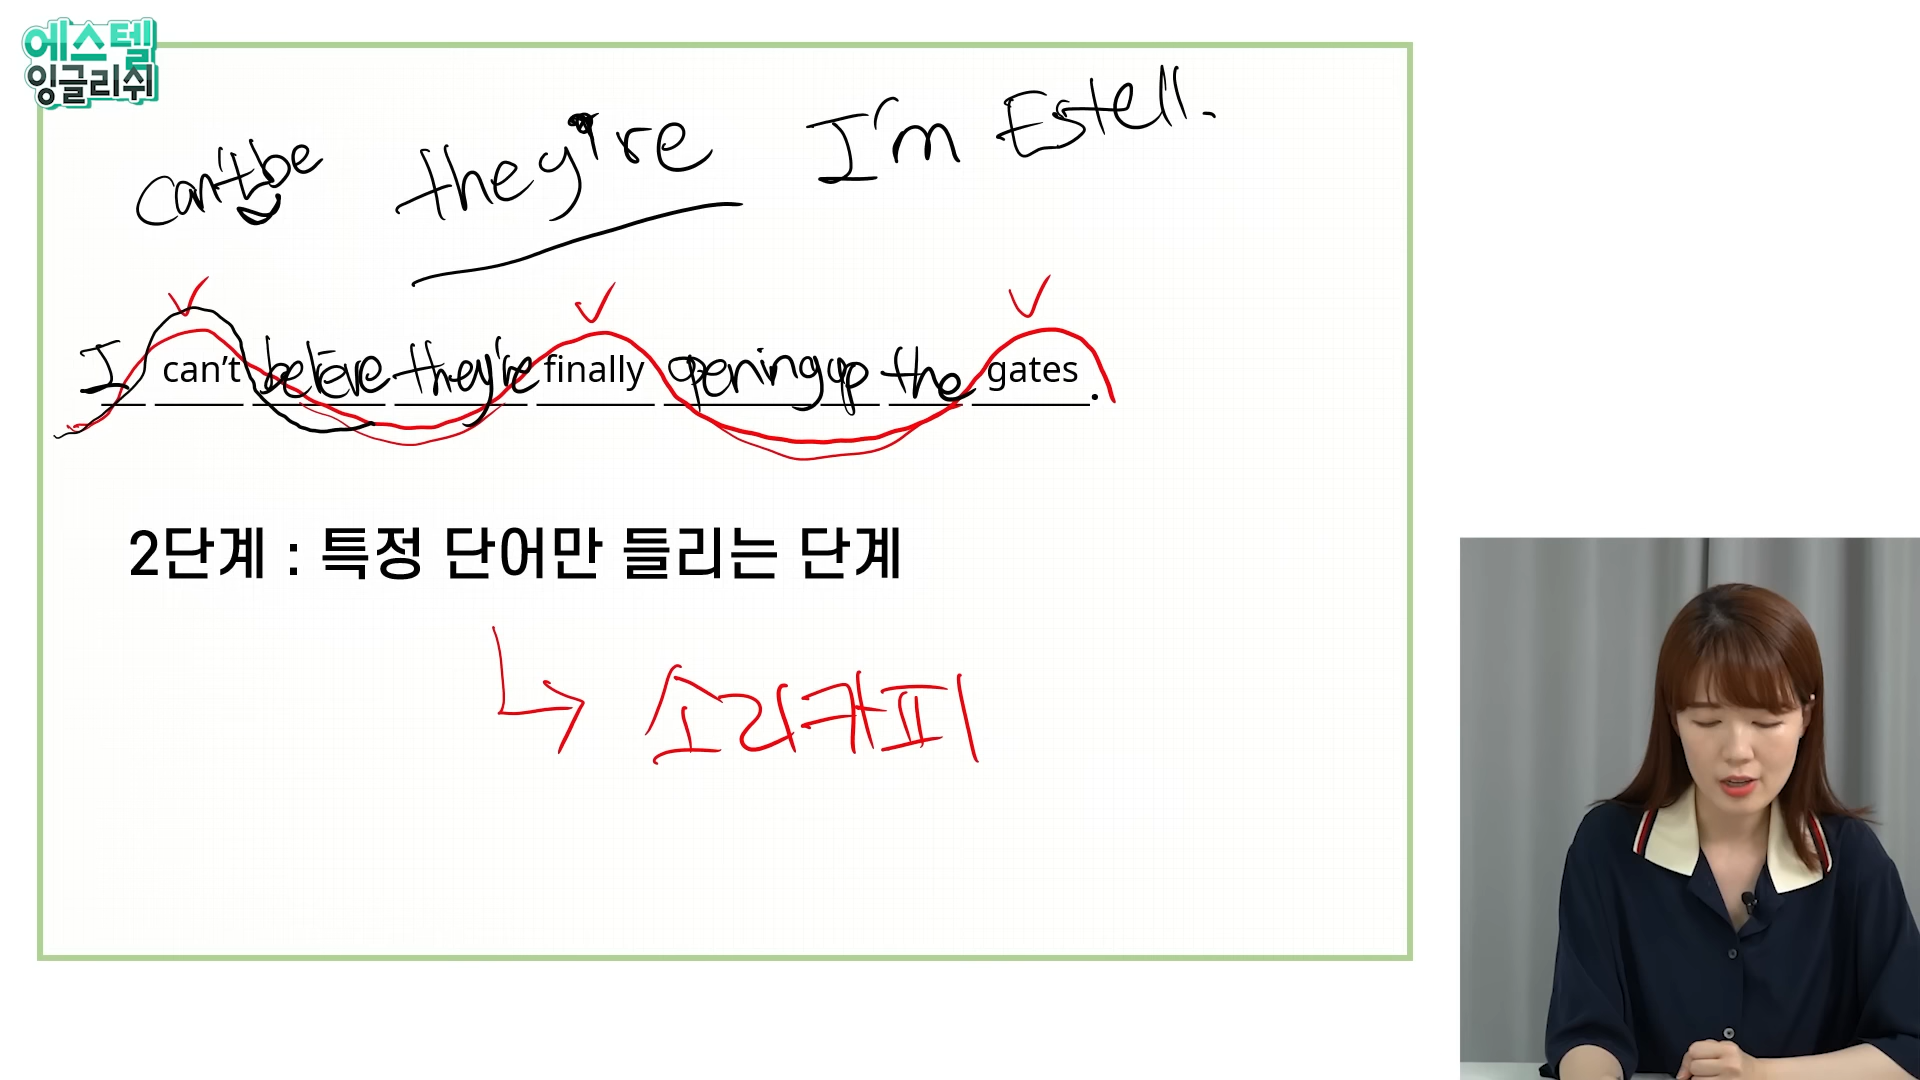 에스텔
잉글리쉬
can't be they're I'm Estell.
I can't believe they're finally opening up the gates.
2단계 : 특정 단어만 들리는 단계
소리카피